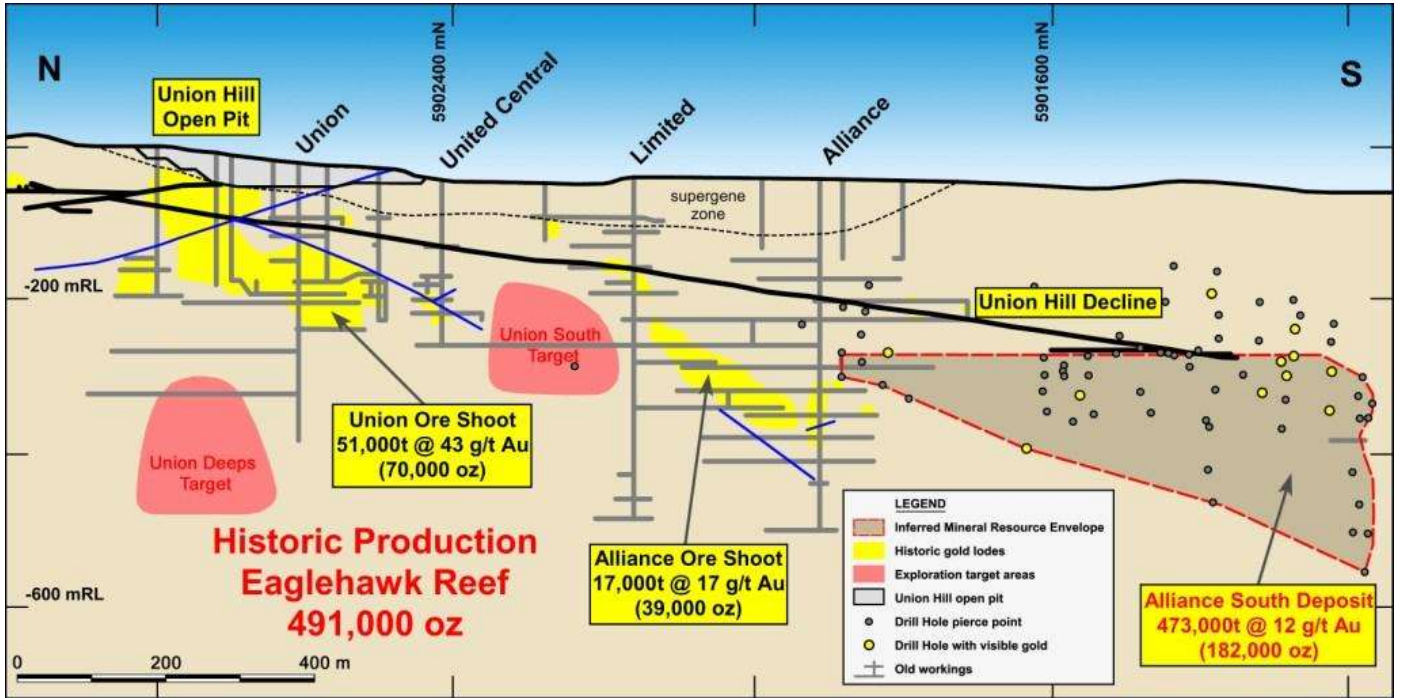 N
S
Union Hill
Open Pit
Union
5902400 mN
United Central
Limited
Alliance
5901600 mN
supergene
zone
-200 mRL
Union Hill Decline
Union South
Target
Union Ore Shoot
51,000t @ 43 g/t Au
(70,000 oz)
Union Deeps
Target
Historic Production
Eaglehawk Reef
491,000 oz
Alliance Ore Shoot
17,000t @ 17 g/t Au
(39,000 oz)
LEGEND
Inferred Mineral Resource Envelope
Historic gold lodes
Exploration target areas
Union Hill open pit
Drill Hole pierce point
Drill Hole with visible gold
Old workings
Alliance South Deposit
473,000t @ 12 g/t Au
(182,000 oz)
-600 mRL
0 200 400 m